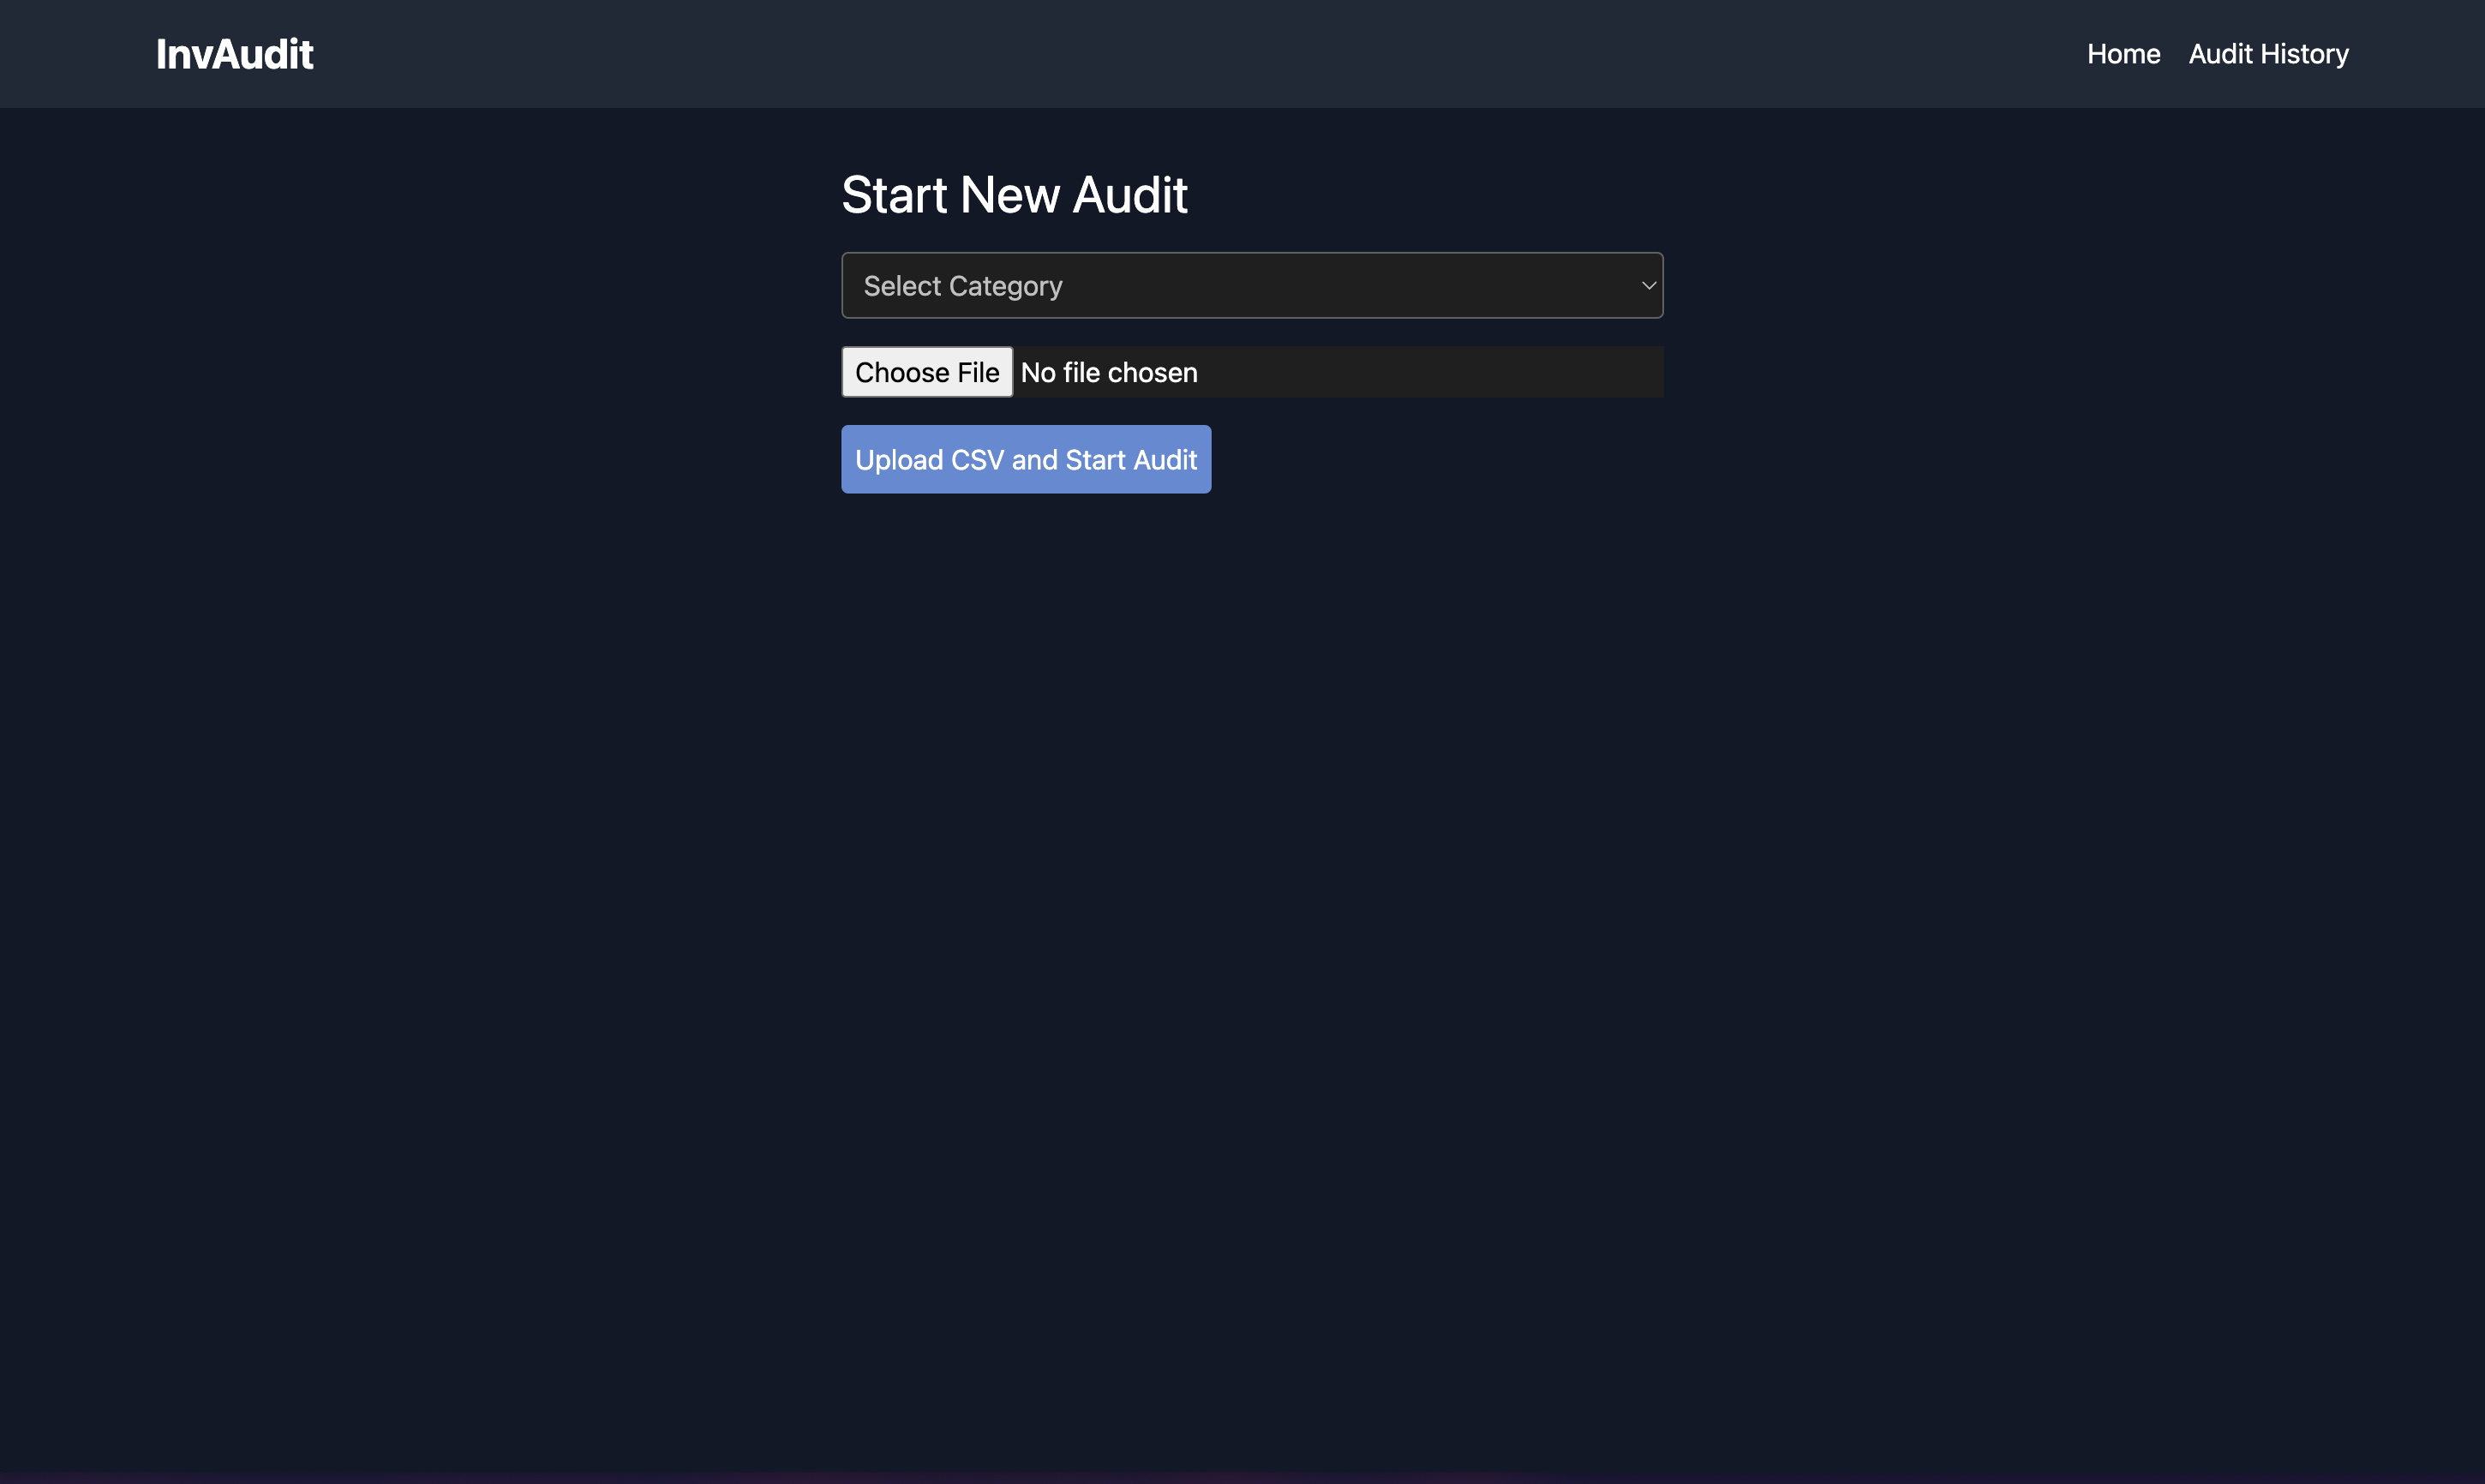 InvAudit
Home Audit History
Start New Audit
Select Category
Choose File No file chosen
Upload CSV and Start Audit